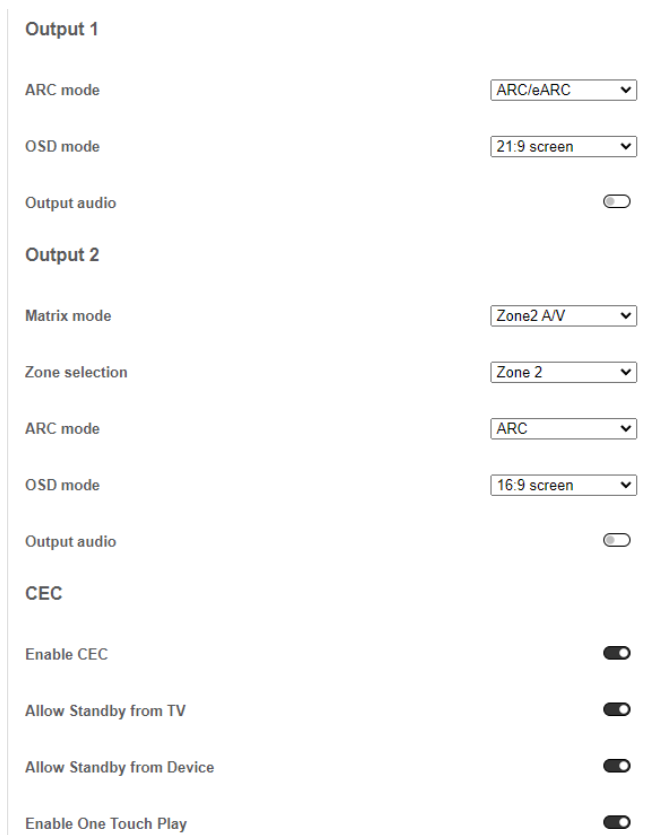 Output 1
ARC mode ARC/eARC
OSD mode 21:9 screen
Output audio
Output 2
Matrix mode Zone2 A/V
Zone selection Zone 2
ARC mode ARC
OSD mode 16:9 screen
Output audio
CEC
Enable CEC
Allow Standby from TV
Allow Standby from Device
Enable One Touch Play